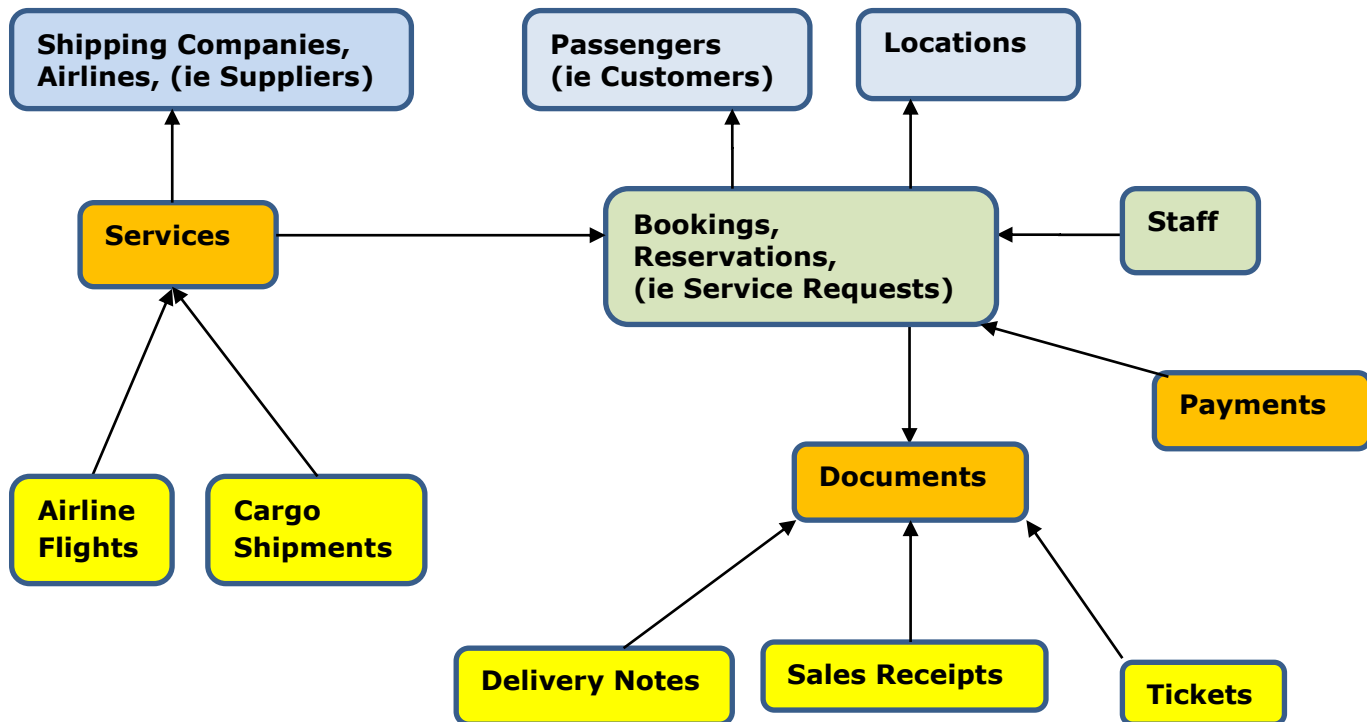 Shipping Companies,
Airlines, (ie Suppliers)
Passengers
(ie Customers)
Locations
Services
Bookings,
Reservations,
(ie Service Requests)
Staff
Payments
Documents
Airline
Flights
Cargo
Shipments
Delivery Notes
Sales Receipts
Tickets